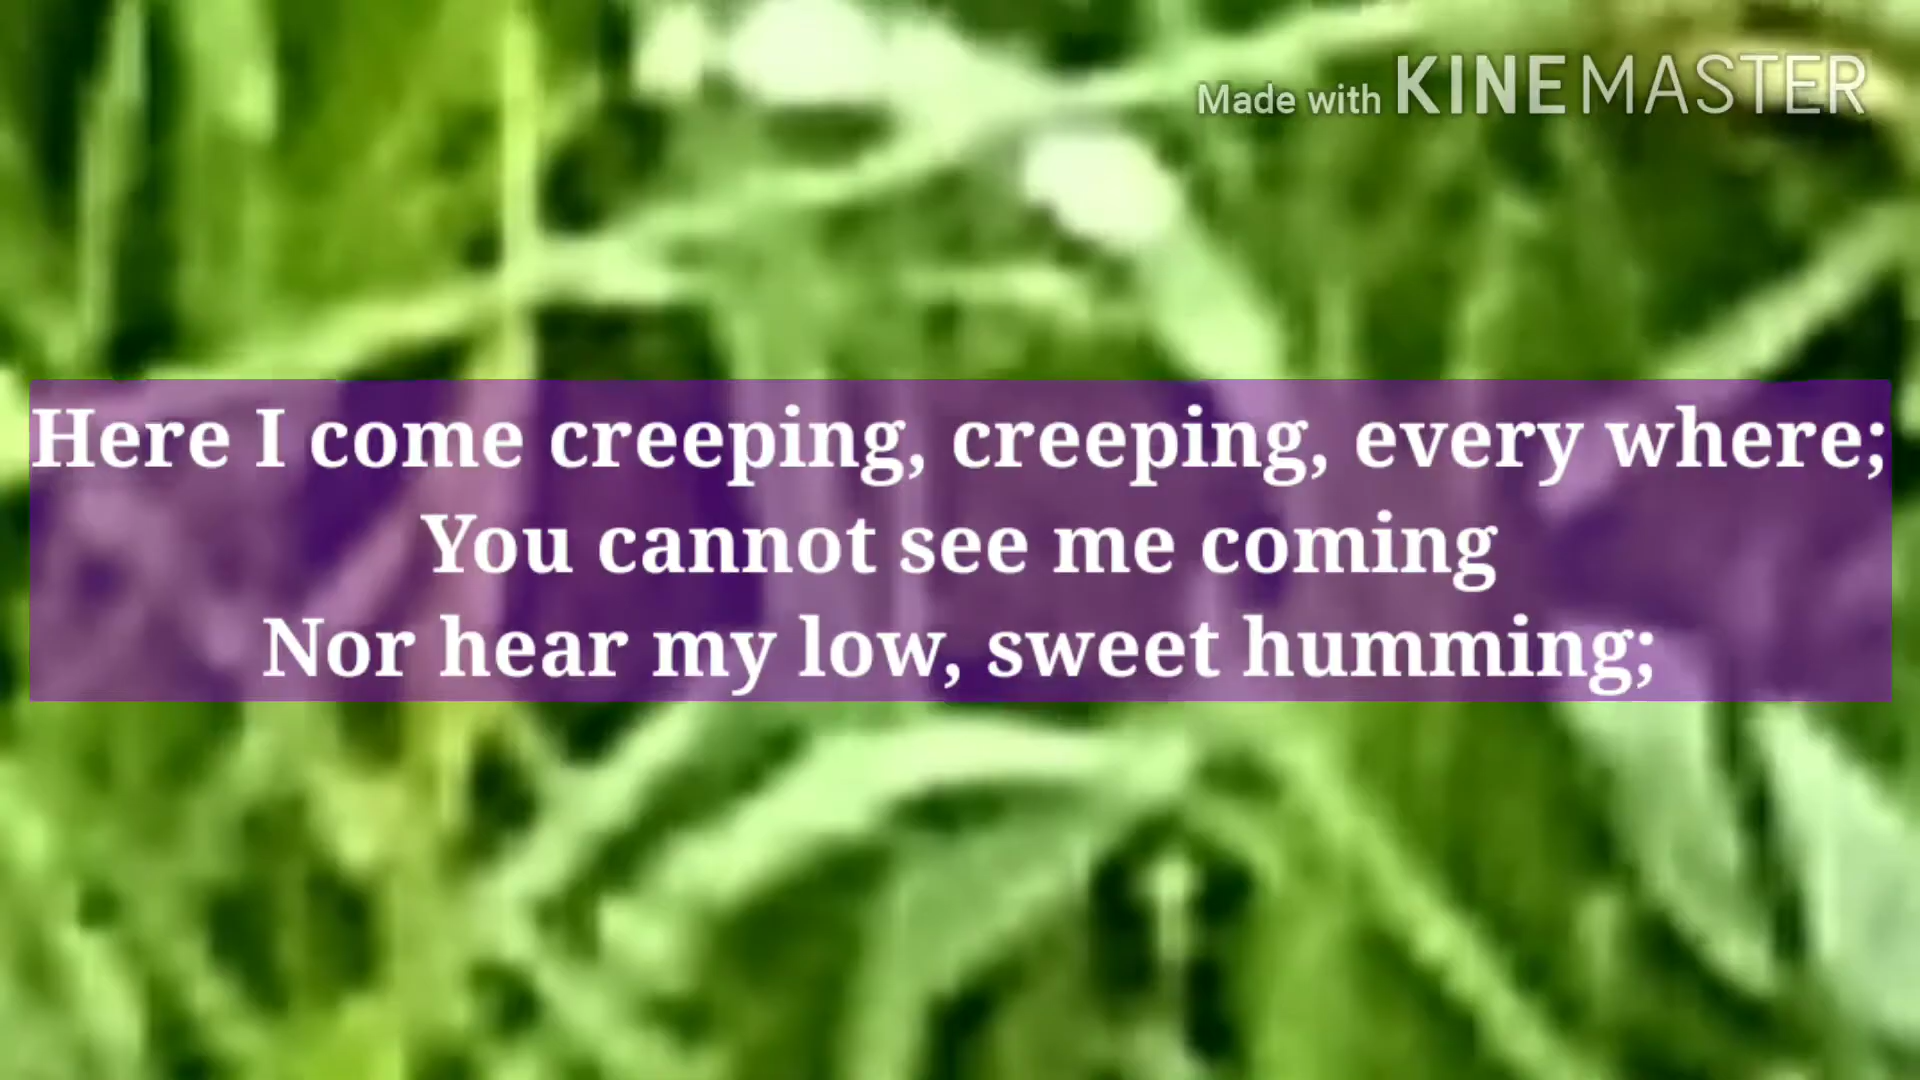 Made with KINEMASTER
Here I come creeping, creeping, every where;
You cannot see me coming
Nor hear my low, sweet humming;